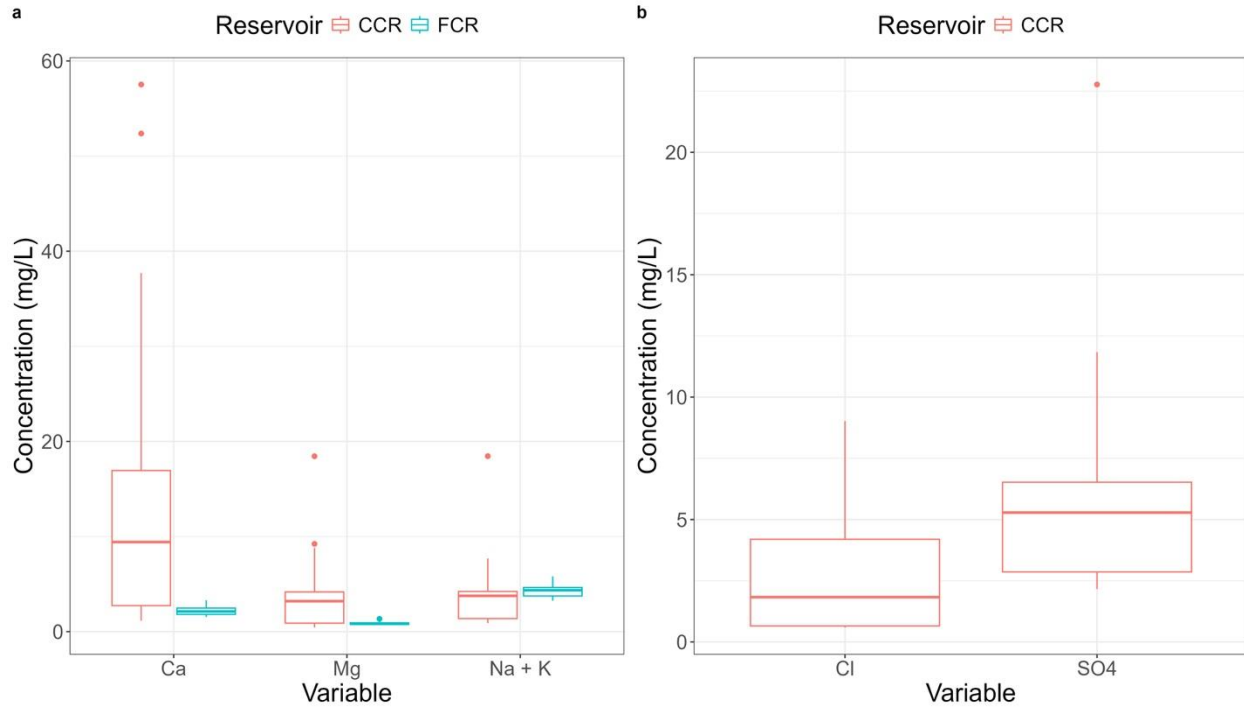 a
Reservoir CCR FCR
60
40
20
0
Concentration (mg/L)
Ca Mg Na + K
Variable
b
Reservoir CCR
20
15
10
5
0
Concentration (mg/L)
Cl SO4
Variable